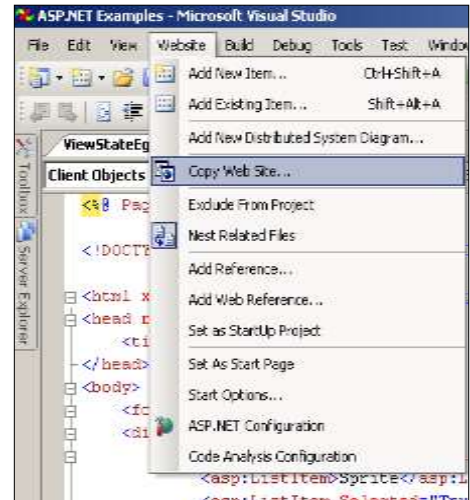 ASP.NET Examples - Microsoft Visual Studio
File Edit View Website Build Debug Tools Test Window
Add New Item... Ctrl+Shift+A
Add Existing Item... Shift+Alt+A
Add New Distributed System Diagram...
ViewStateEg
Client Objects
Copy Web Site...
Toolbox
Server Explorer
<%@ Pag
Exclude From Project
Nest Related Files
<!DOCTY
Add Reference...
<html x
Add Web Reference...
<head r
Set as StartUp Project
<ti
Set As Start Page
</head>
<body>
Start Options...
<fo
ASP.NET Configuration
<di
Code Analysis Configuration
<asp:ListItem>Sprite</asp:L
<asp:ListItem Selected="Tru